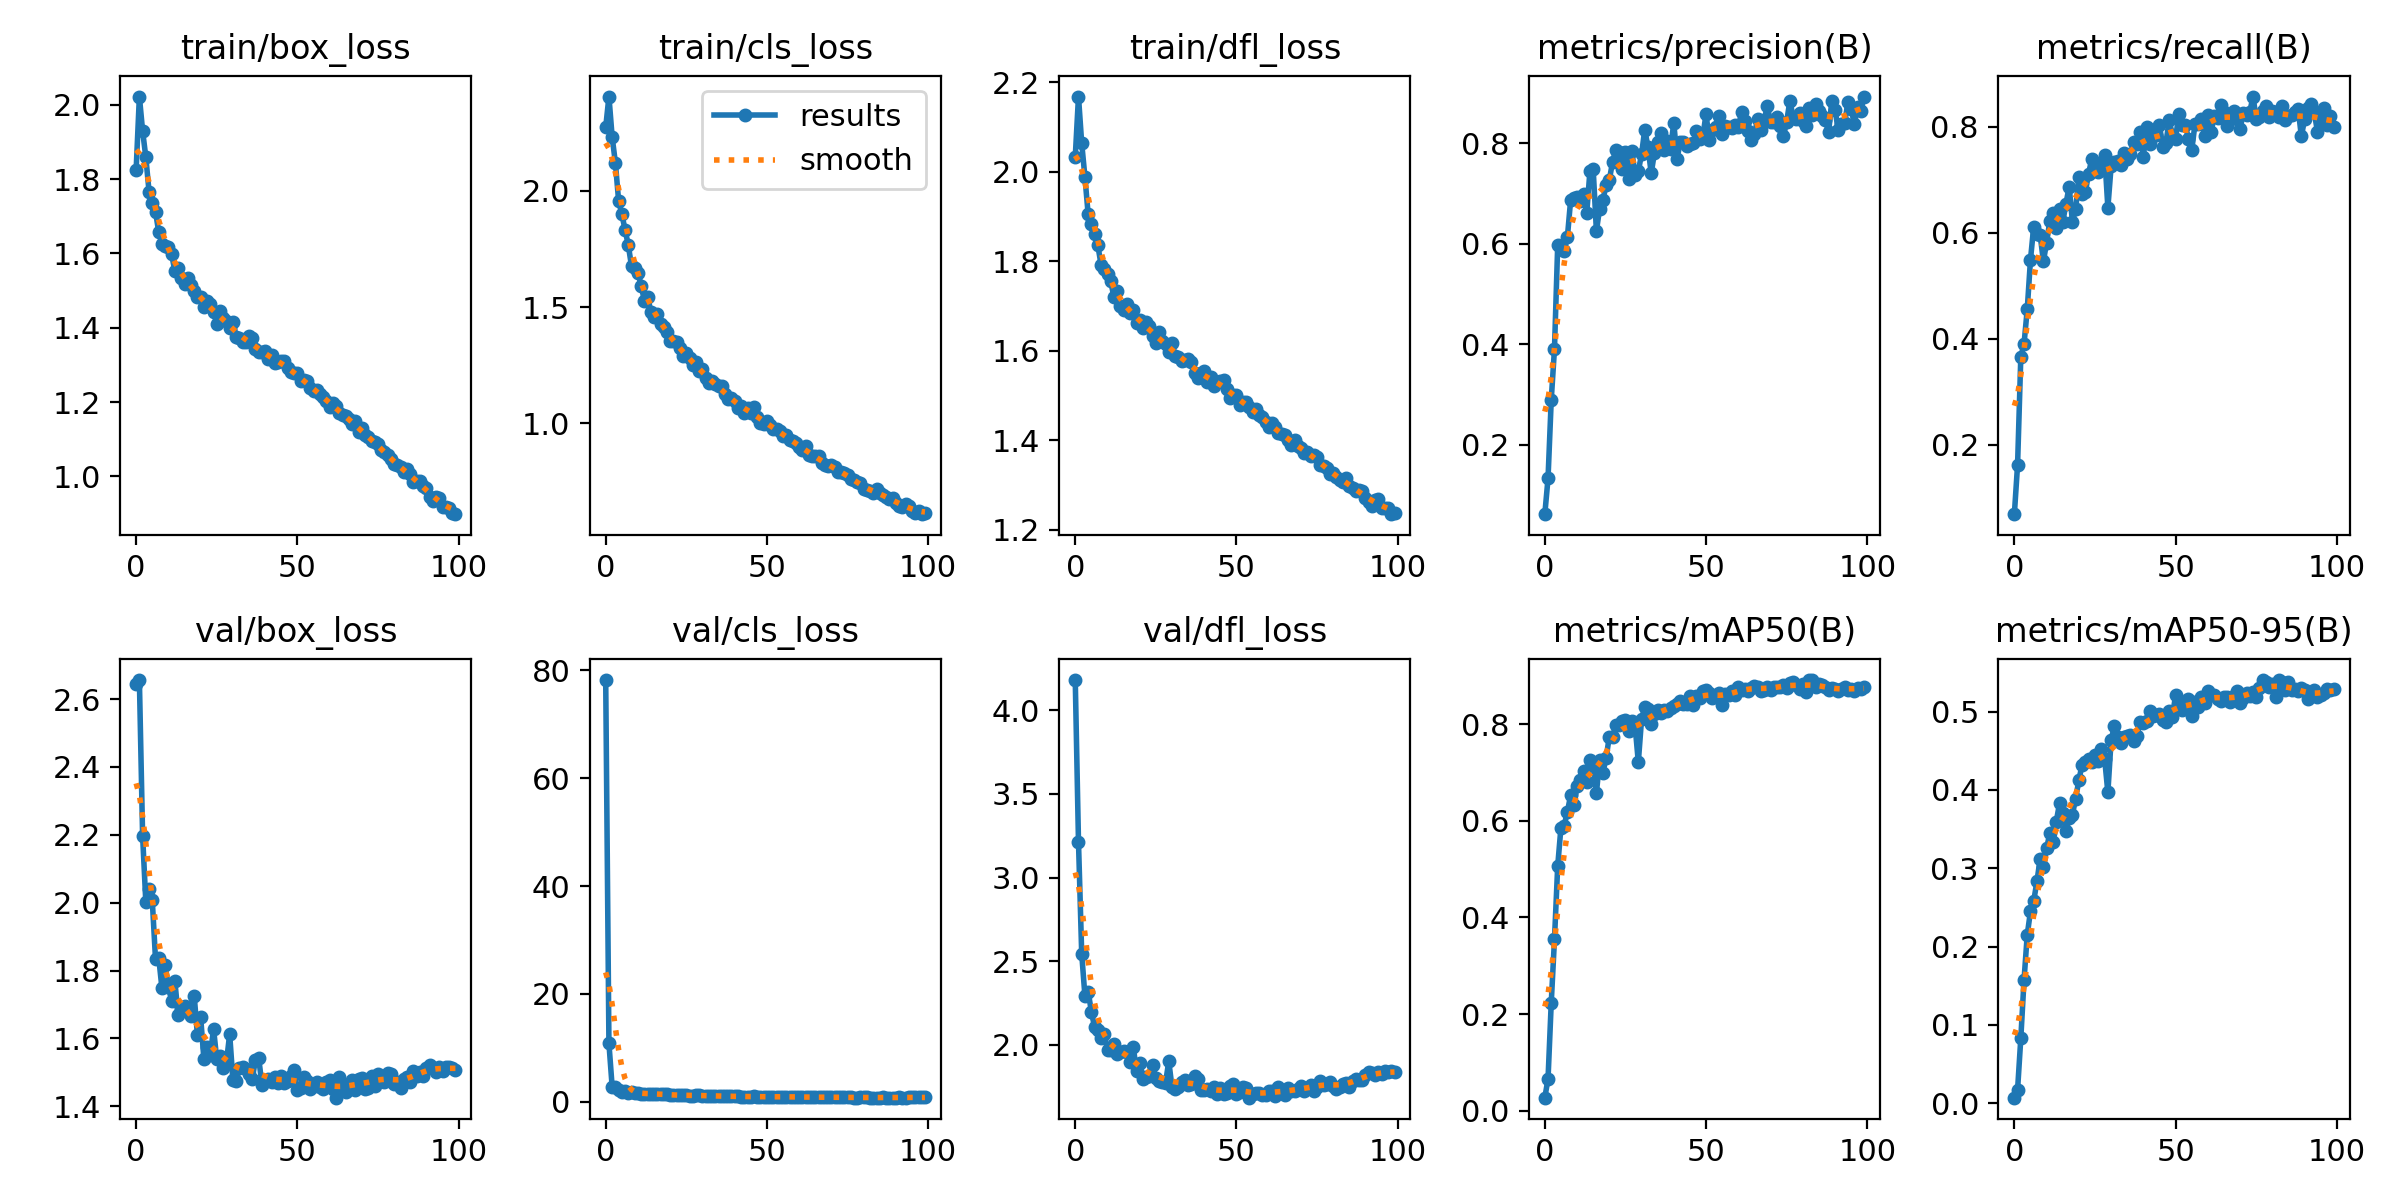 train/box_loss
2.0
1.8
1.6
1.4
1.2
1.0
0 50 100
train/cls_loss
results
smooth
2.0
1.5
1.0
0 50 100
train/dfl_loss
2.2
2.0
1.8
1.6
1.4
1.2
0 50 100
metrics/precision(B)
0.8
0.6
0.4
0.2
0 50 100
metrics/recall(B)
0.8
0.6
0.4
0.2
0 50 100
val/box_loss
2.6
2.4
2.2
2.0
1.8
1.6
1.4
0 50 100
val/cls_loss
80
60
40
20
0
0 50 100
val/dfl_loss
4.0
3.5
3.0
2.5
2.0
0 50 100
metrics/mAP50(B)
0.8
0.6
0.4
0.2
0.0
0 50 100
metrics/mAP50-95(B)
0.5
0.4
0.3
0.2
0.1
0.0
0 50 100